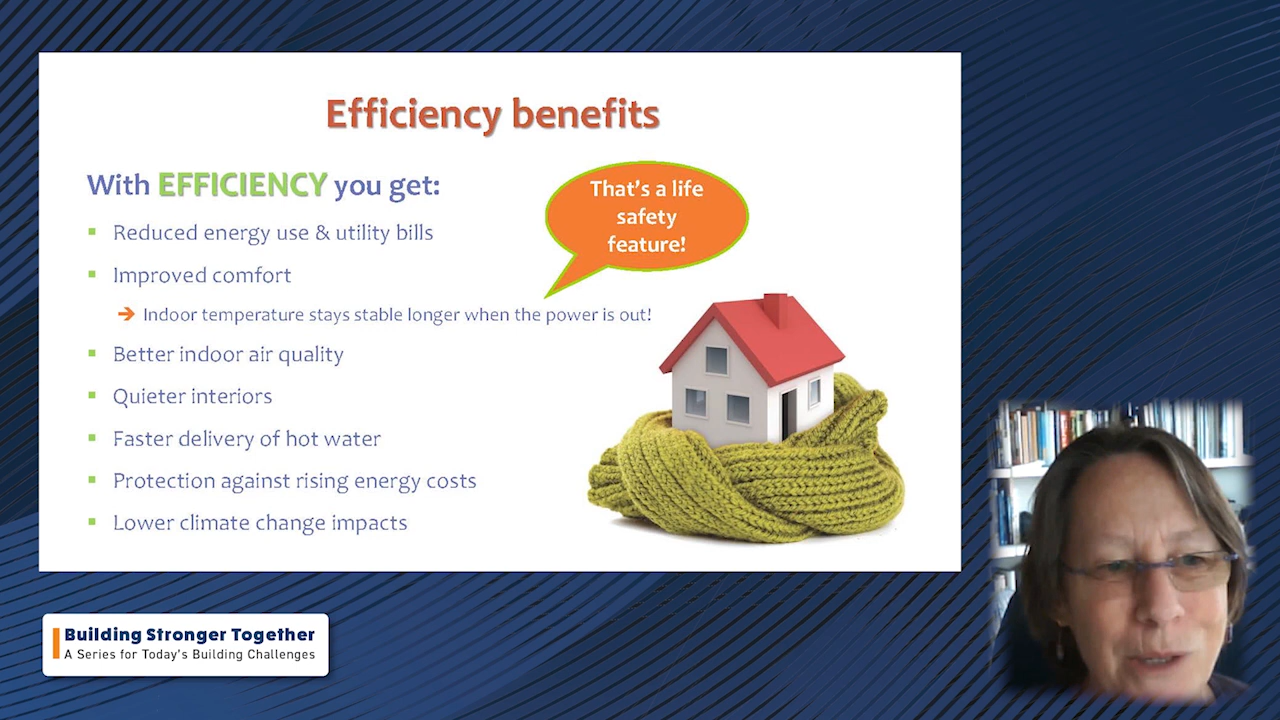 Efficiency benefits
With EFFICIENCY you get:
That's a life
safety
feature!
Reduced energy use & utility bills
Improved comfort
Indoor temperature stays stable longer when the power is out!
Better indoor air quality
Quieter interiors
Faster delivery of hot water
Protection against rising energy costs
Lower climate change impacts
Building Stronger Together
A Series for Today's Building Challenges